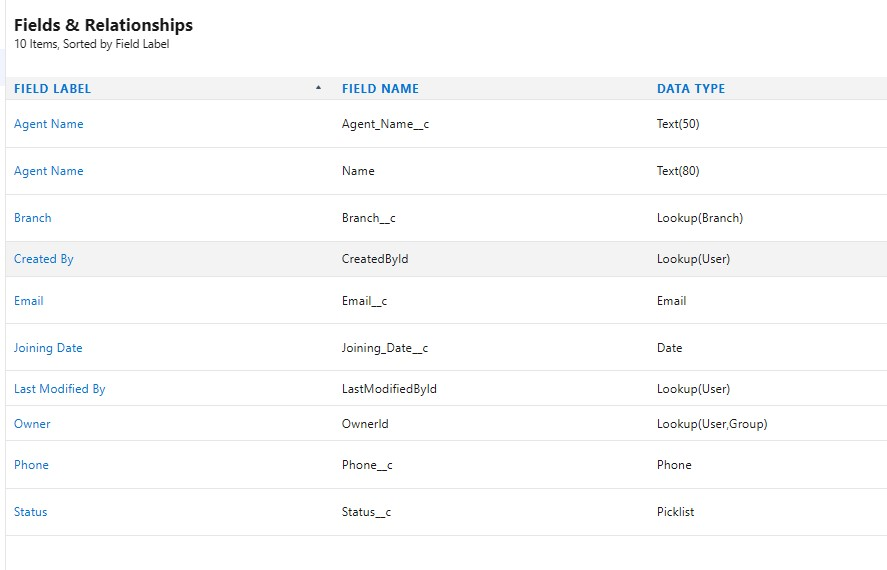 Fields & Relationships
10 Items, Sorted by Field Label
FIELD LABEL FIELD NAME DATA TYPE
Agent Name Agent_Name__c Text(50)
Agent Name Name Text(80)
Branch Branch__c Lookup(Branch)
Created By CreatedById Lookup(User)
Email Email__c Email
Joining Date Joining_Date__c Date
Last Modified By LastModifiedById Lookup(User)
Owner OwnerId Lookup(User,Group)
Phone Phone__c Phone
Status Status__c Picklist